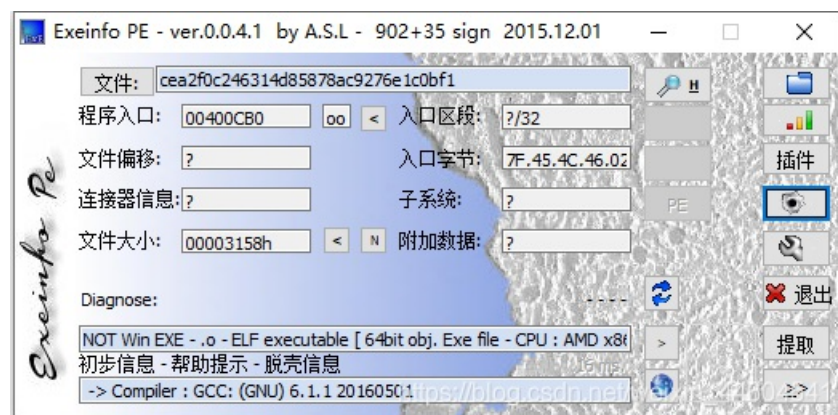 Exeinfo PE - ver.0.0.4.1 by A.S.L - 902+35 sign 2015.12.01
文件: cea2f0c246314d85878ac9276e1c0bf1 H
程序入口: 00400CB0 oo < 入口区段: ?/32
文件偏移: ? 入口字节: 7F.45.4C.46.02 插件
连接器信息: ? 子系统: ? PE
文件大小: 00003158h < N 附加数据: ?
Exeinfo Pe
Diagnose: - - - - 退出
NOT Win EXE - .o - ELF executable [ 64bit obj. Exe file - CPU : AMD x86 > 提取
初步信息 - 帮助提示 - 脱壳信息
-> Compiler : GCC: (GNU) 6.1.1 20160501 >>
https://blog.csdn.net/